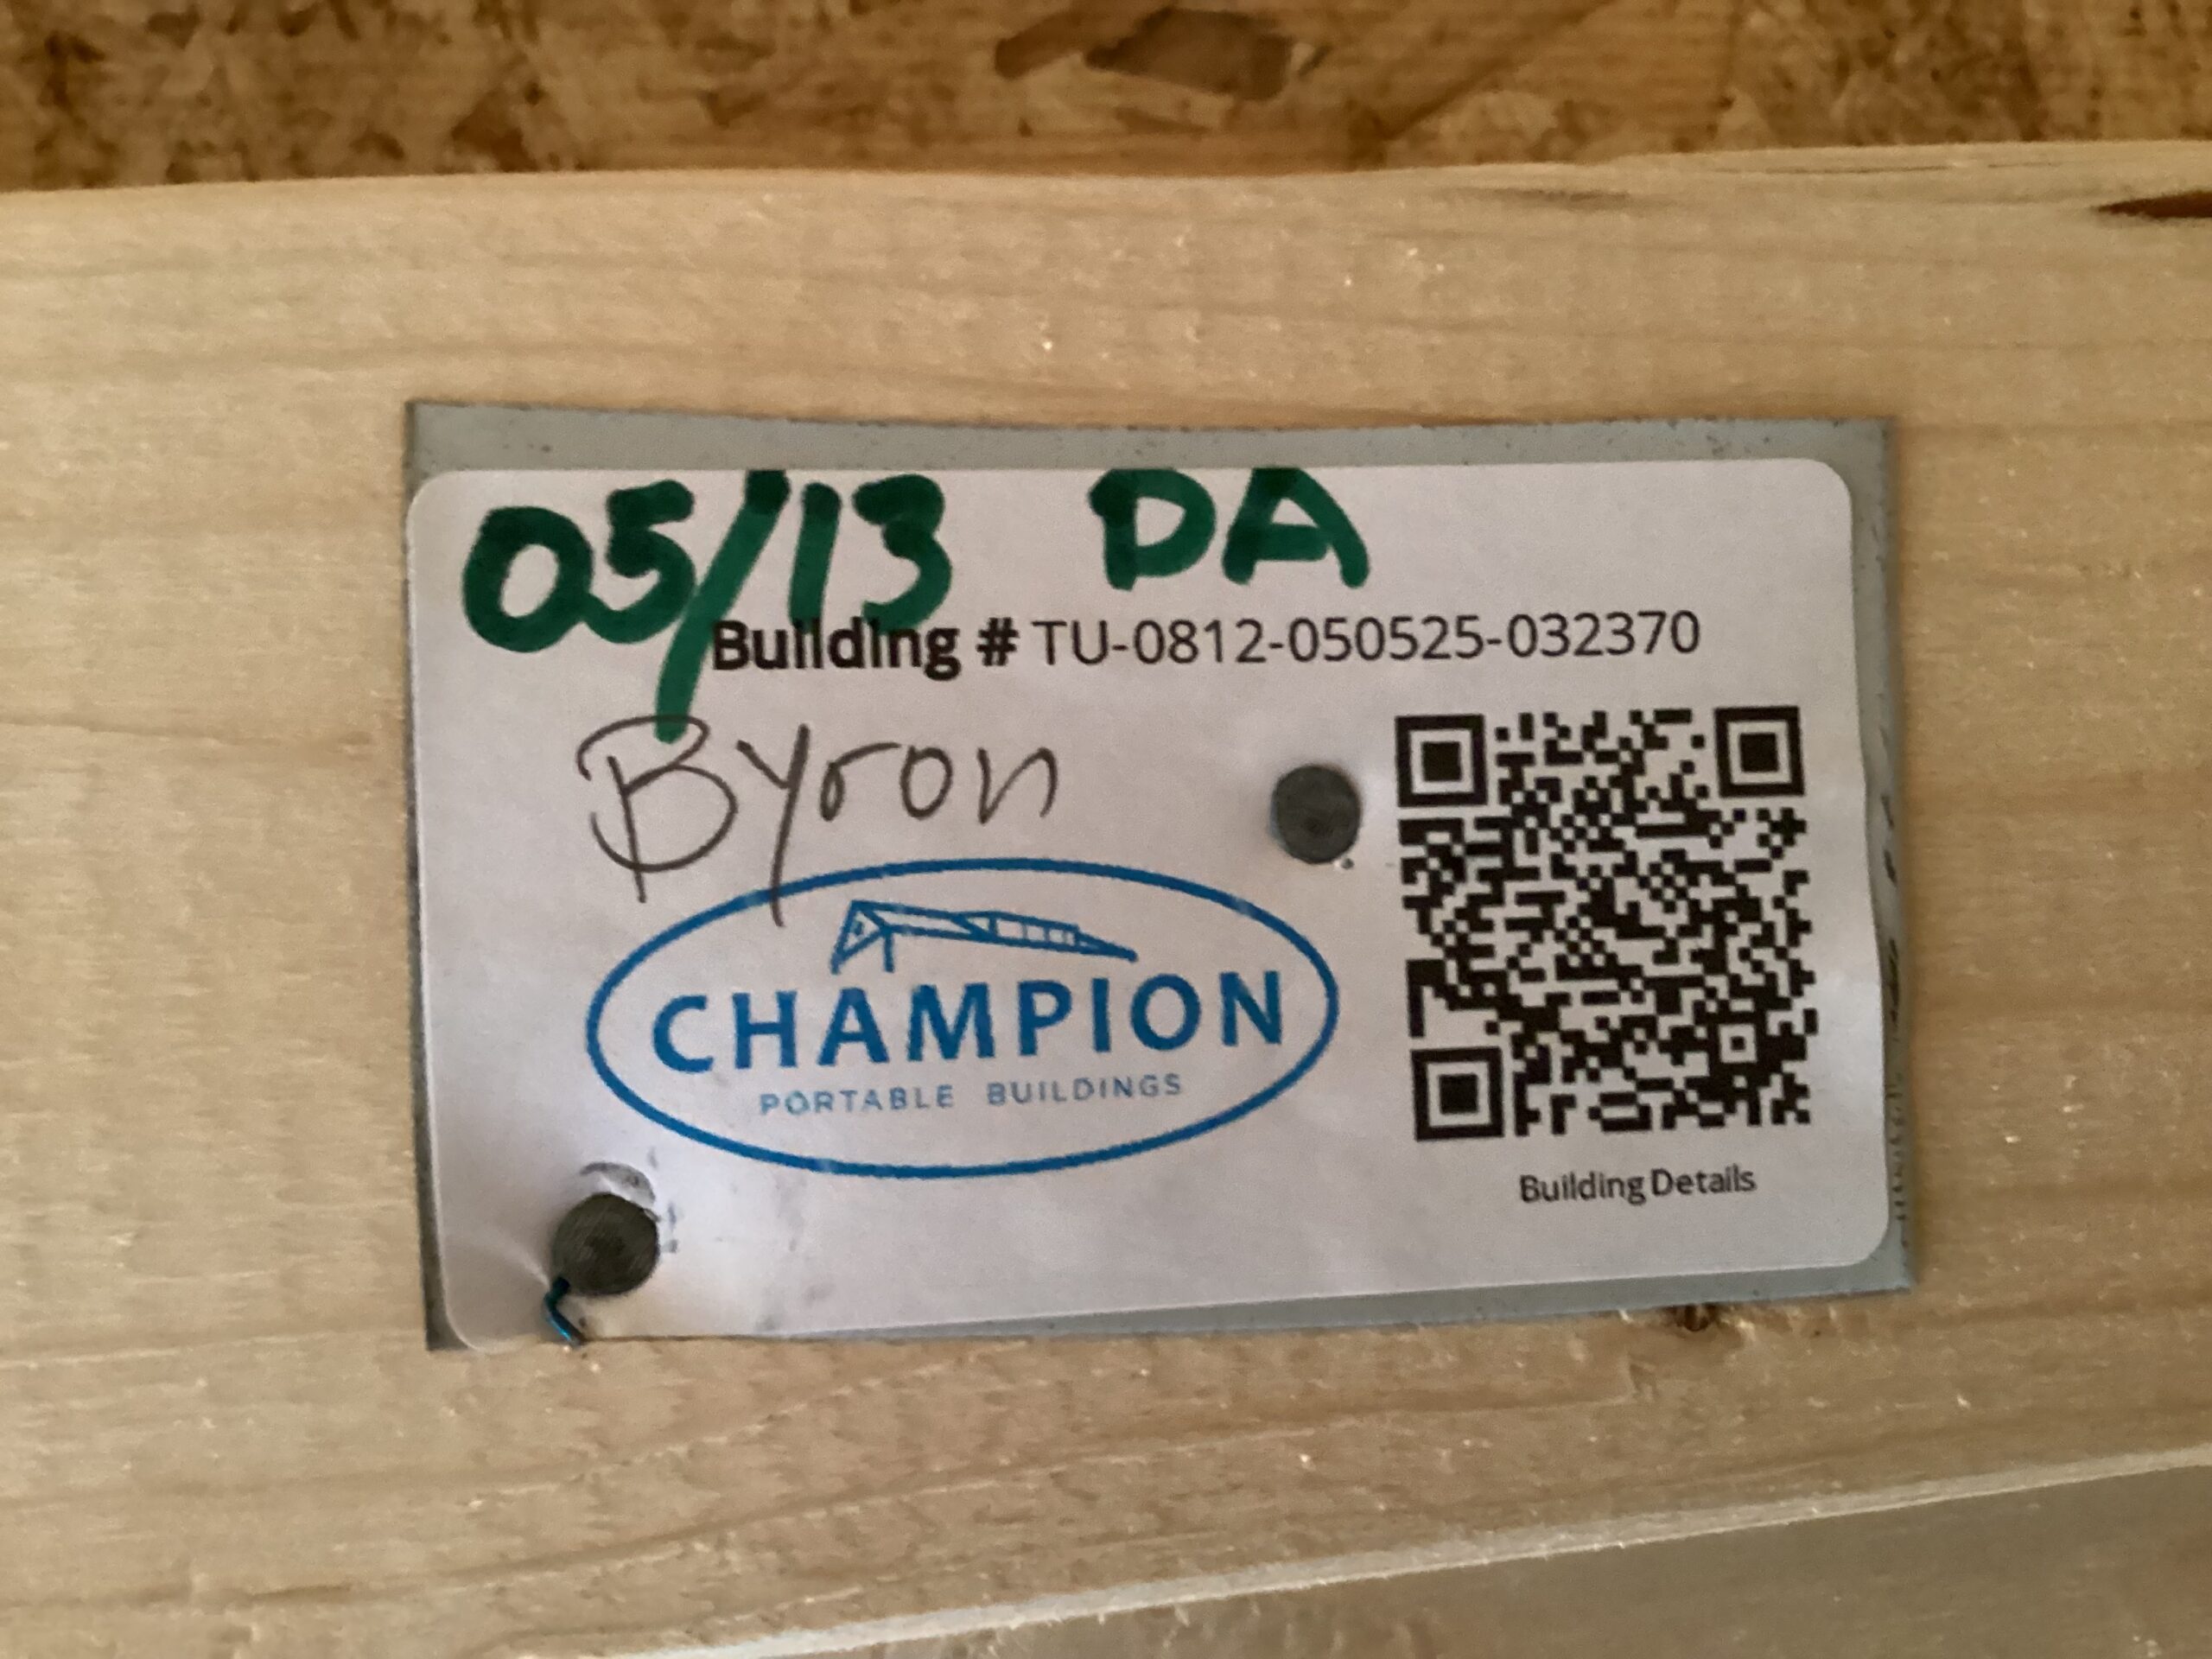 05/13 DA
Building # TU-0812-050525-032370
Byron
CHAMPION
PORTABLE BUILDINGS
Building Details